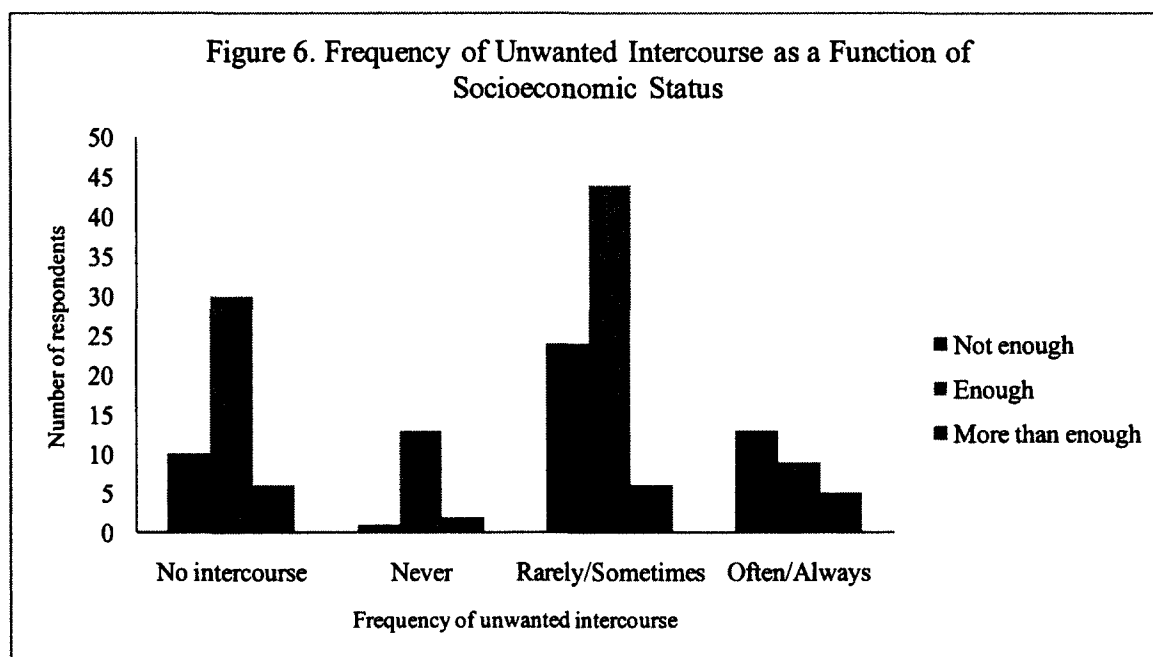 Figure 6. Frequency of Unwanted Intercourse as a Function of
Socioeconomic Status
Number of respondents
50
45
40
35
30
25
20
15
10
5
0
No intercourse
Never
Rarely/Sometimes
Often/Always
Frequency of unwanted intercourse
Not enough
Enough
More than enough